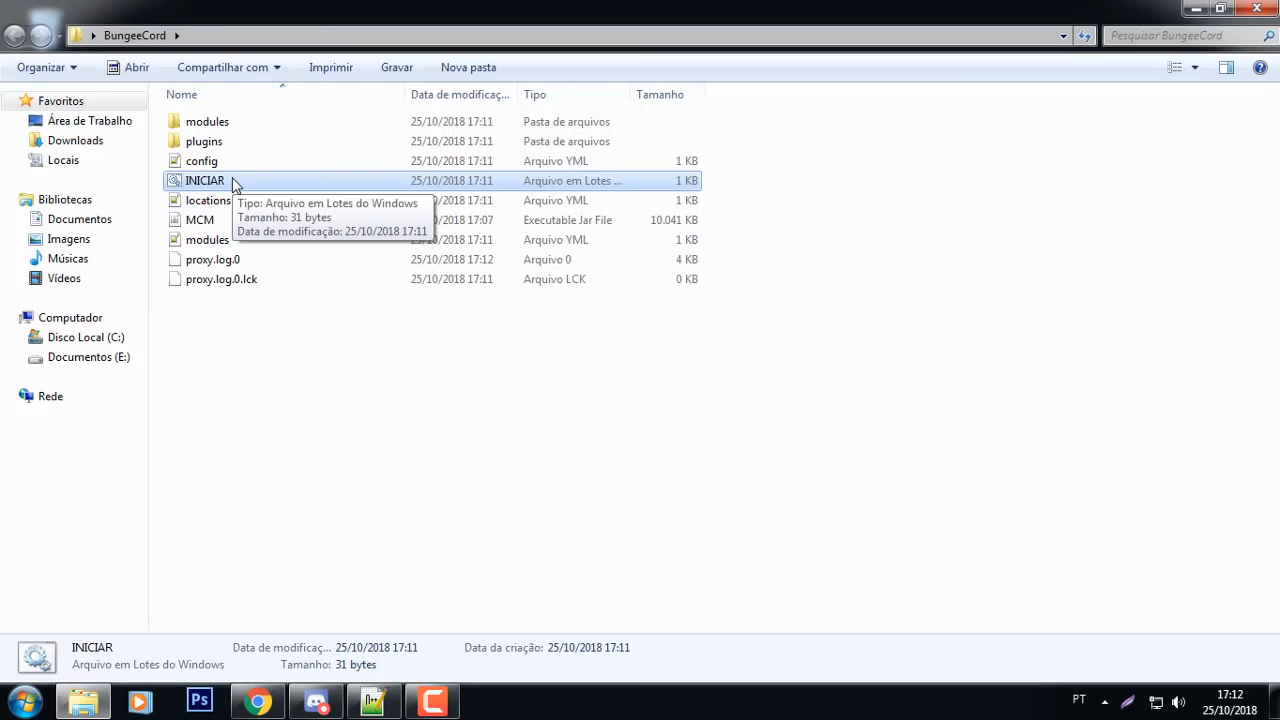 BungeeCord
Pesquisar BungeeCord
Organizar
Abrir
Compartilhar com
Imprimir
Gravar
Nova pasta
Favoritos
Área de Trabalho
Downloads
Locais
Bibliotecas
Documentos
Imagens
Músicas
Vídeos
Computador
Disco Local (C:)
Documentos (E:)
Rede
Nome Data de modificaç... Tipo Tamanho
modules 25/10/2018 17:11 Pasta de arquivos
plugins 25/10/2018 17:11 Pasta de arquivos
config 25/10/2018 17:11 Arquivo YML 1 KB
INICIAR 25/10/2018 17:11 Arquivo em Lotes ... 1 KB
locations 25/10/2018 17:11 Arquivo YML 1 KB
MCM 25/10/2018 17:07 Executable Jar File 10.041 KB
modules 25/10/2018 17:11 Arquivo YML 1 KB
proxy.log.0 25/10/2018 17:12 Arquivo 0 4 KB
proxy.log.0.lck 25/10/2018 17:11 Arquivo LCK 0 KB
Tipo: Arquivo em Lotes do Windows
Tamanho: 31 bytes
Data de modificação: 25/10/2018 17:11
INICIAR Data de modificaç... 25/10/2018 17:11 Data da criação: 25/10/2018 17:11
Arquivo em Lotes do Windows Tamanho: 31 bytes
Ps
PT
17:12
25/10/2018